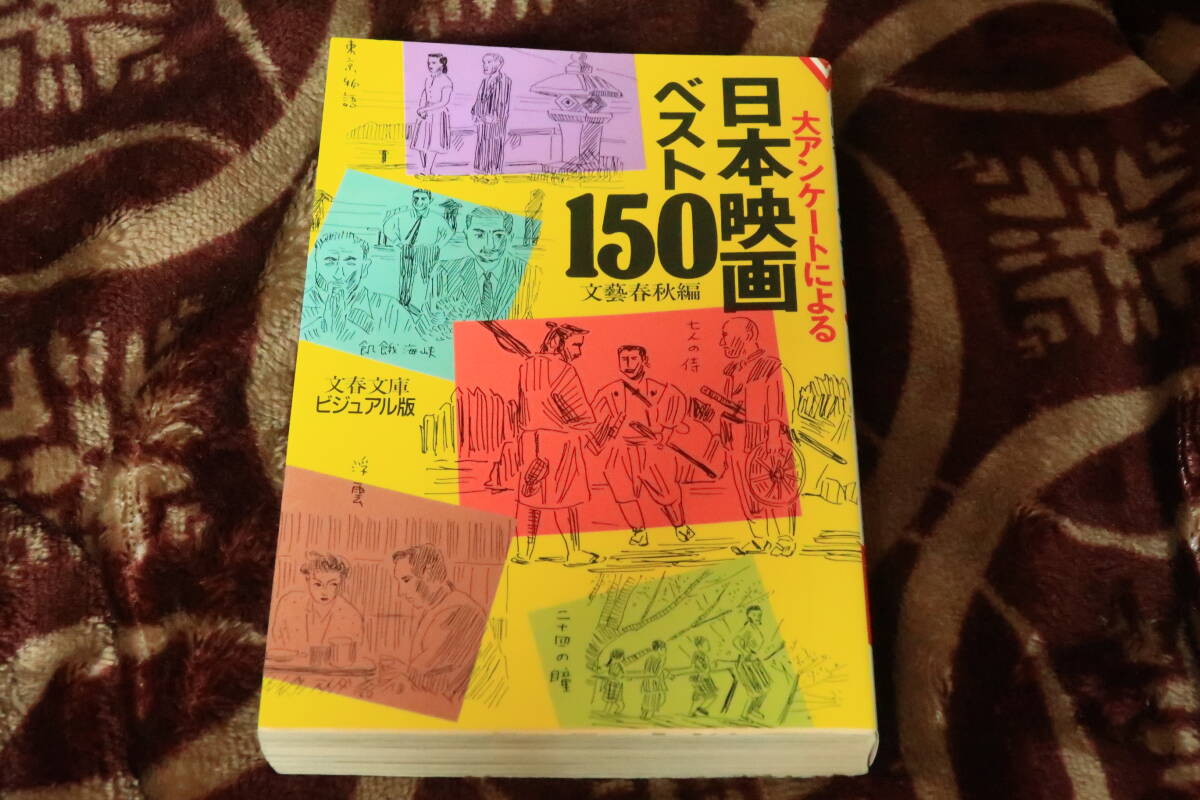 大アンケートによる
日本映画
ベスト
150
文藝春秋編
東京物語
飢餓海峡
七人の侍
文春文庫
ビジュアル版
浮雲
二十四の瞳